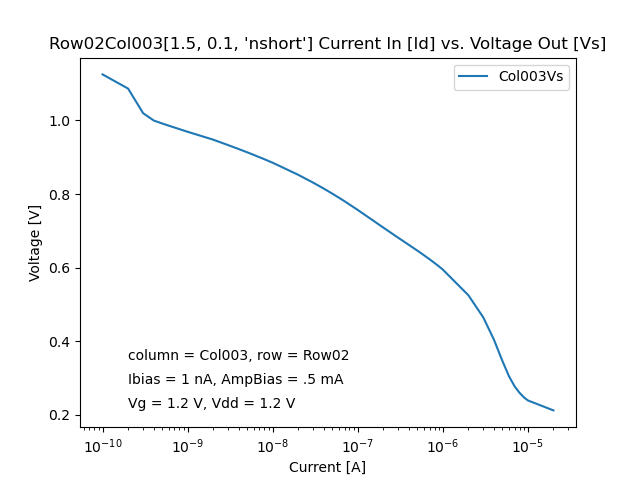 Row02Col003[1.5, 0.1, 'nshort'] Current In [Id] vs. Voltage Out [Vs]
Col003Vs
Voltage [V]
1.0
0.8
0.6
0.4
0.2
column = Col003, row = Row02
Ibias = 1 nA, AmpBias = .5 mA
Vg = 1.2 V, Vdd = 1.2 V
10⁻¹⁰ 10⁻⁹ 10⁻⁸ 10⁻⁷ 10⁻⁶ 10⁻⁵
Current [A]